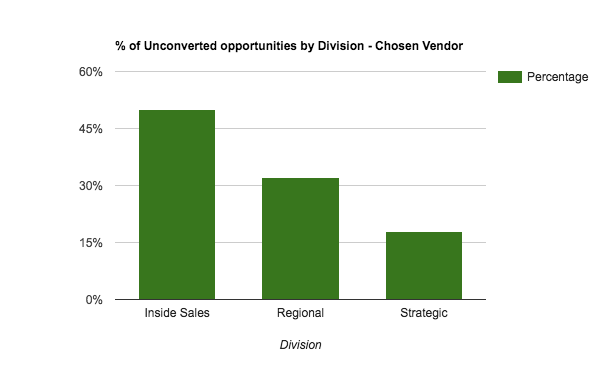 % of Unconverted opportunities by Division - Chosen Vendor
60%
Percentage
45%
30%
15%
0%
Inside Sales Regional Strategic
Division